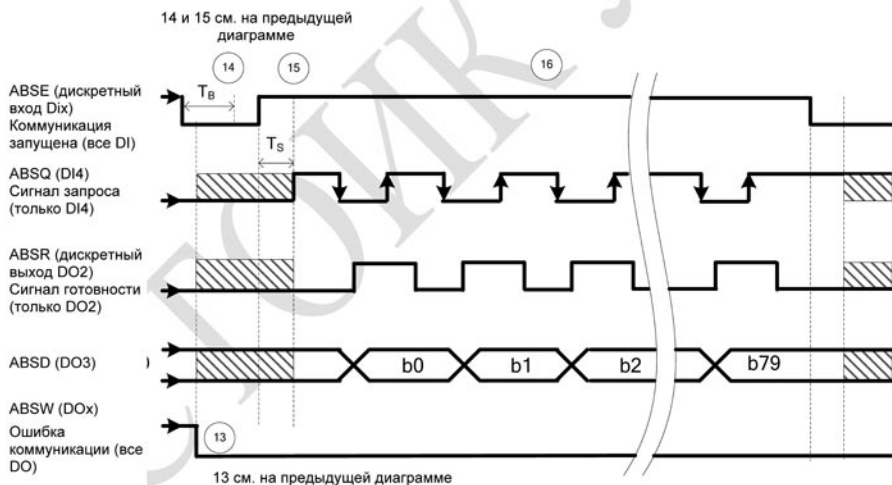 14 и 15 см. на предыдущей
диаграмме
14
15
16
ABSE (дискретный
вход Dix)
Коммуникация
запущена (все DI)
TB
TS
ABSQ (DI4)
Сигнал запроса
(только DI4)
ABSR (дискретный
выход DO2)
Сигнал готовности
(только DO2)
ABSD (DO3)
b0
b1
b2
b79
ABSW (DOx)
Ошибка
коммуникации (все
DO)
13
13 см. на предыдущей диаграмме